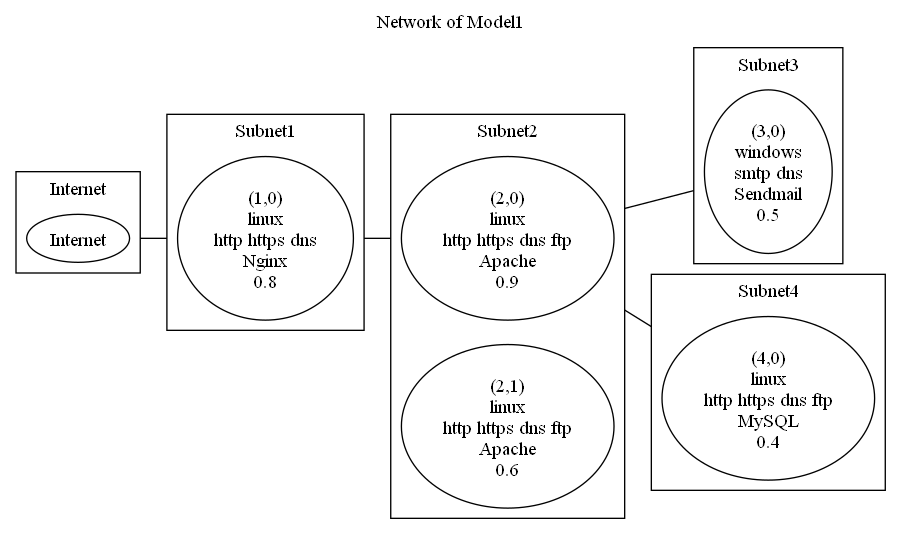 Network of Model1
Internet
Internet
Subnet1
(1,0)
linux
http https dns
Nginx
0.8
Subnet2
(2,0)
linux
http https dns ftp
Apache
0.9
(2,1)
linux
http https dns ftp
Apache
0.6
Subnet3
(3,0)
windows
smtp dns
Sendmail
0.5
Subnet4
(4,0)
linux
http https dns ftp
MySQL
0.4